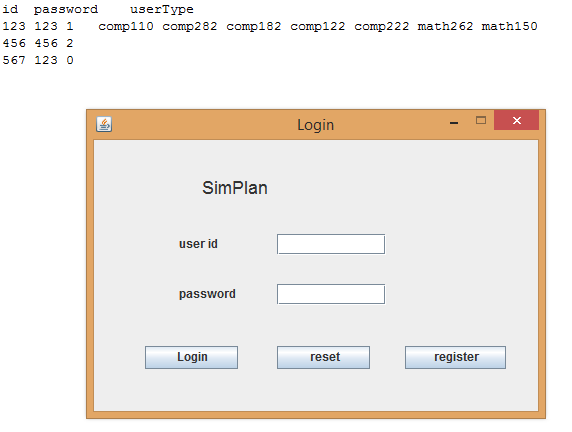 id password userType
123 123 1 comp110 comp282 comp182 comp122 comp222 math262 math150
456 456 2
567 123 0
Login
SimPlan
user id
password
Login reset register